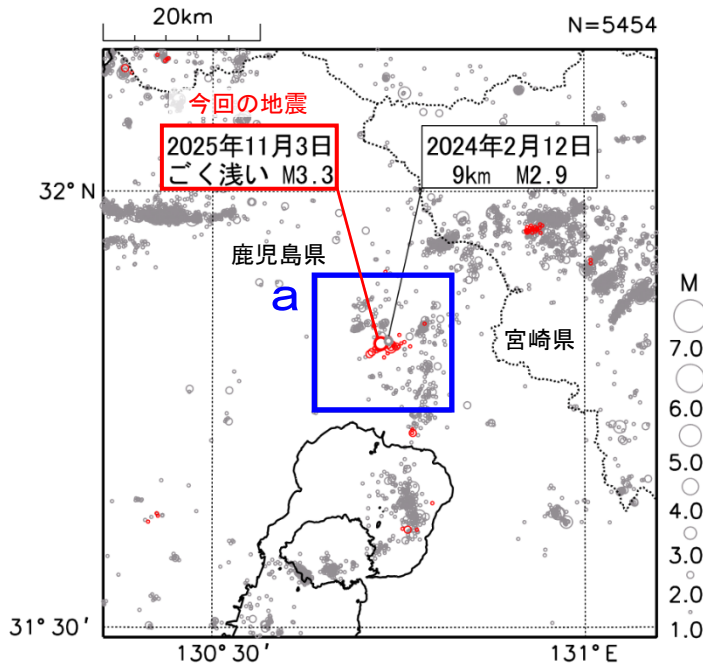 20km
N=5454
今回の地震
2025年11月3日
ごく浅い M3.3
2024年2月12日
9km M2.9
32°N
鹿児島県
a
宮崎県
M
7.0
6.0
5.0
4.0
3.0
2.0
1.0
31°30′
130°30′
131°E